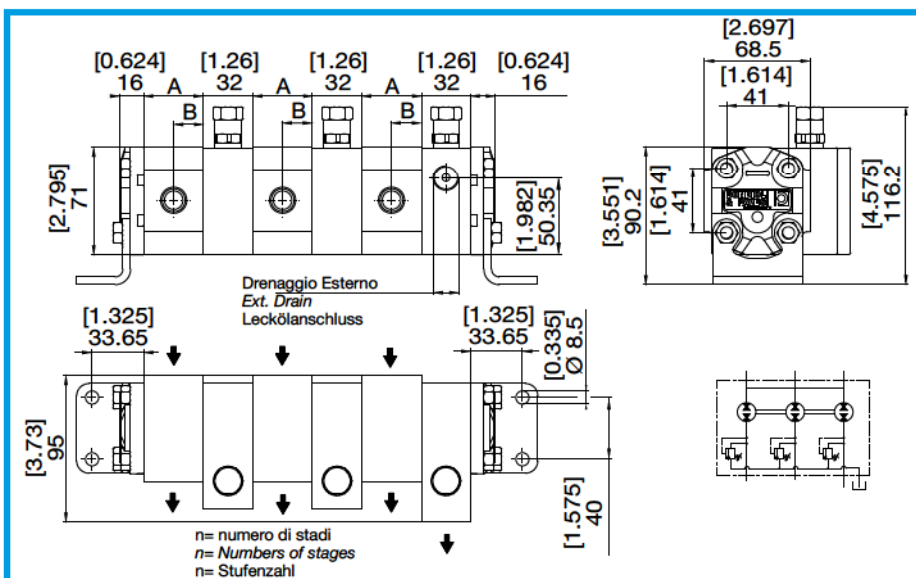 [0.624]
16
A
[1.26]
32
A
[1.26]
32
A
[1.26]
32
[0.624]
16
B
B
B
[2.795]
71
[1.982]
50.35
Drenaggio Esterno
Ext. Drain
Leckölanschluss
[2.697]
68.5
[1.614]
41
[3.551]
90.2
[1.614]
41
[4.575]
116.2
[1.325]
33.65
[1.325]
33.65
[0.335]
Ø 8.5
[3.73]
95
[1.575]
40
n= numero di stadi
n= Numbers of stages
n= Stufenzahl